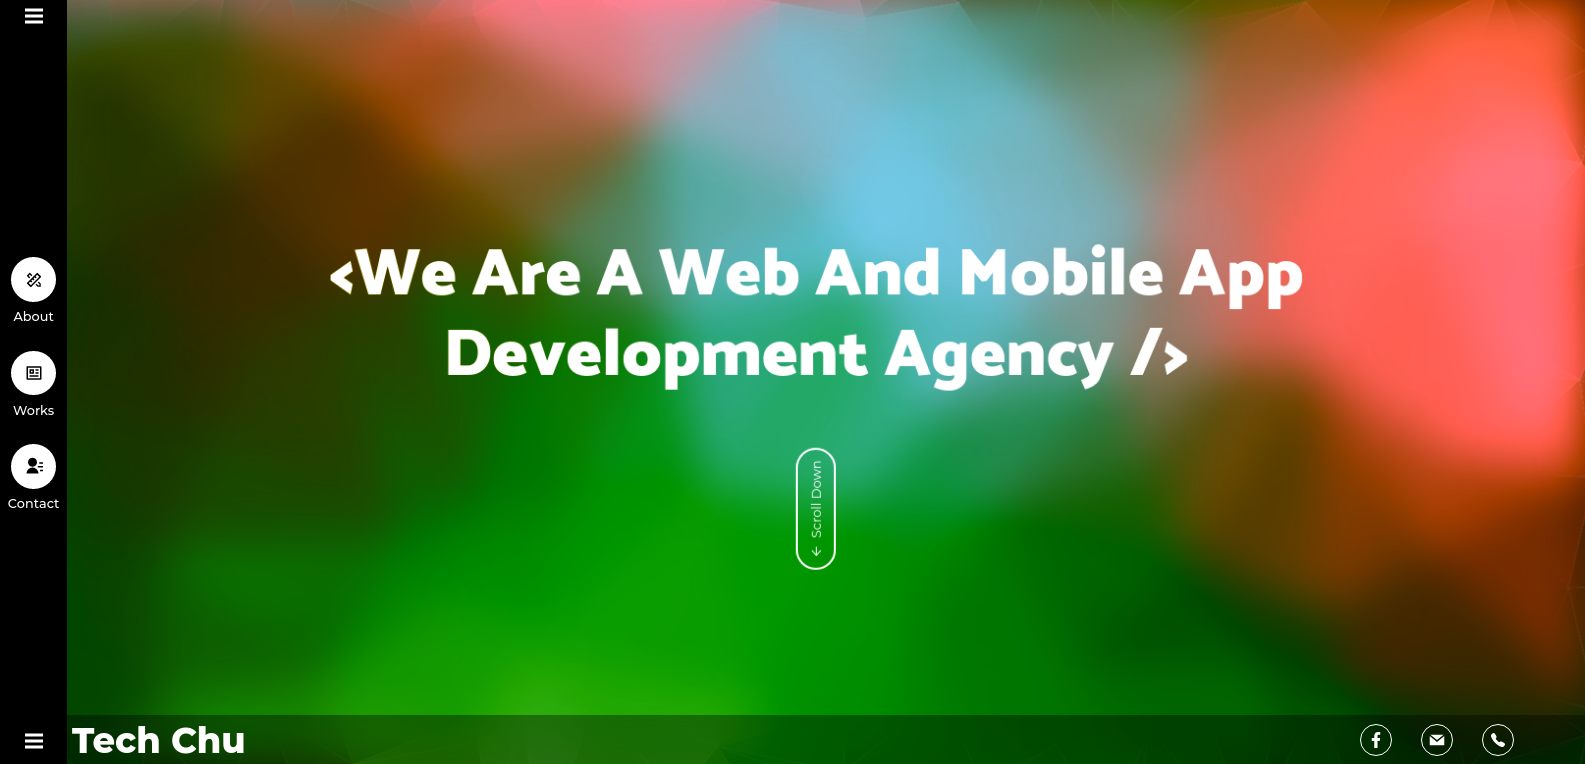 About
Works
Contact
<We Are A Web And Mobile App
Development Agency />
Scroll Down
Tech Chu